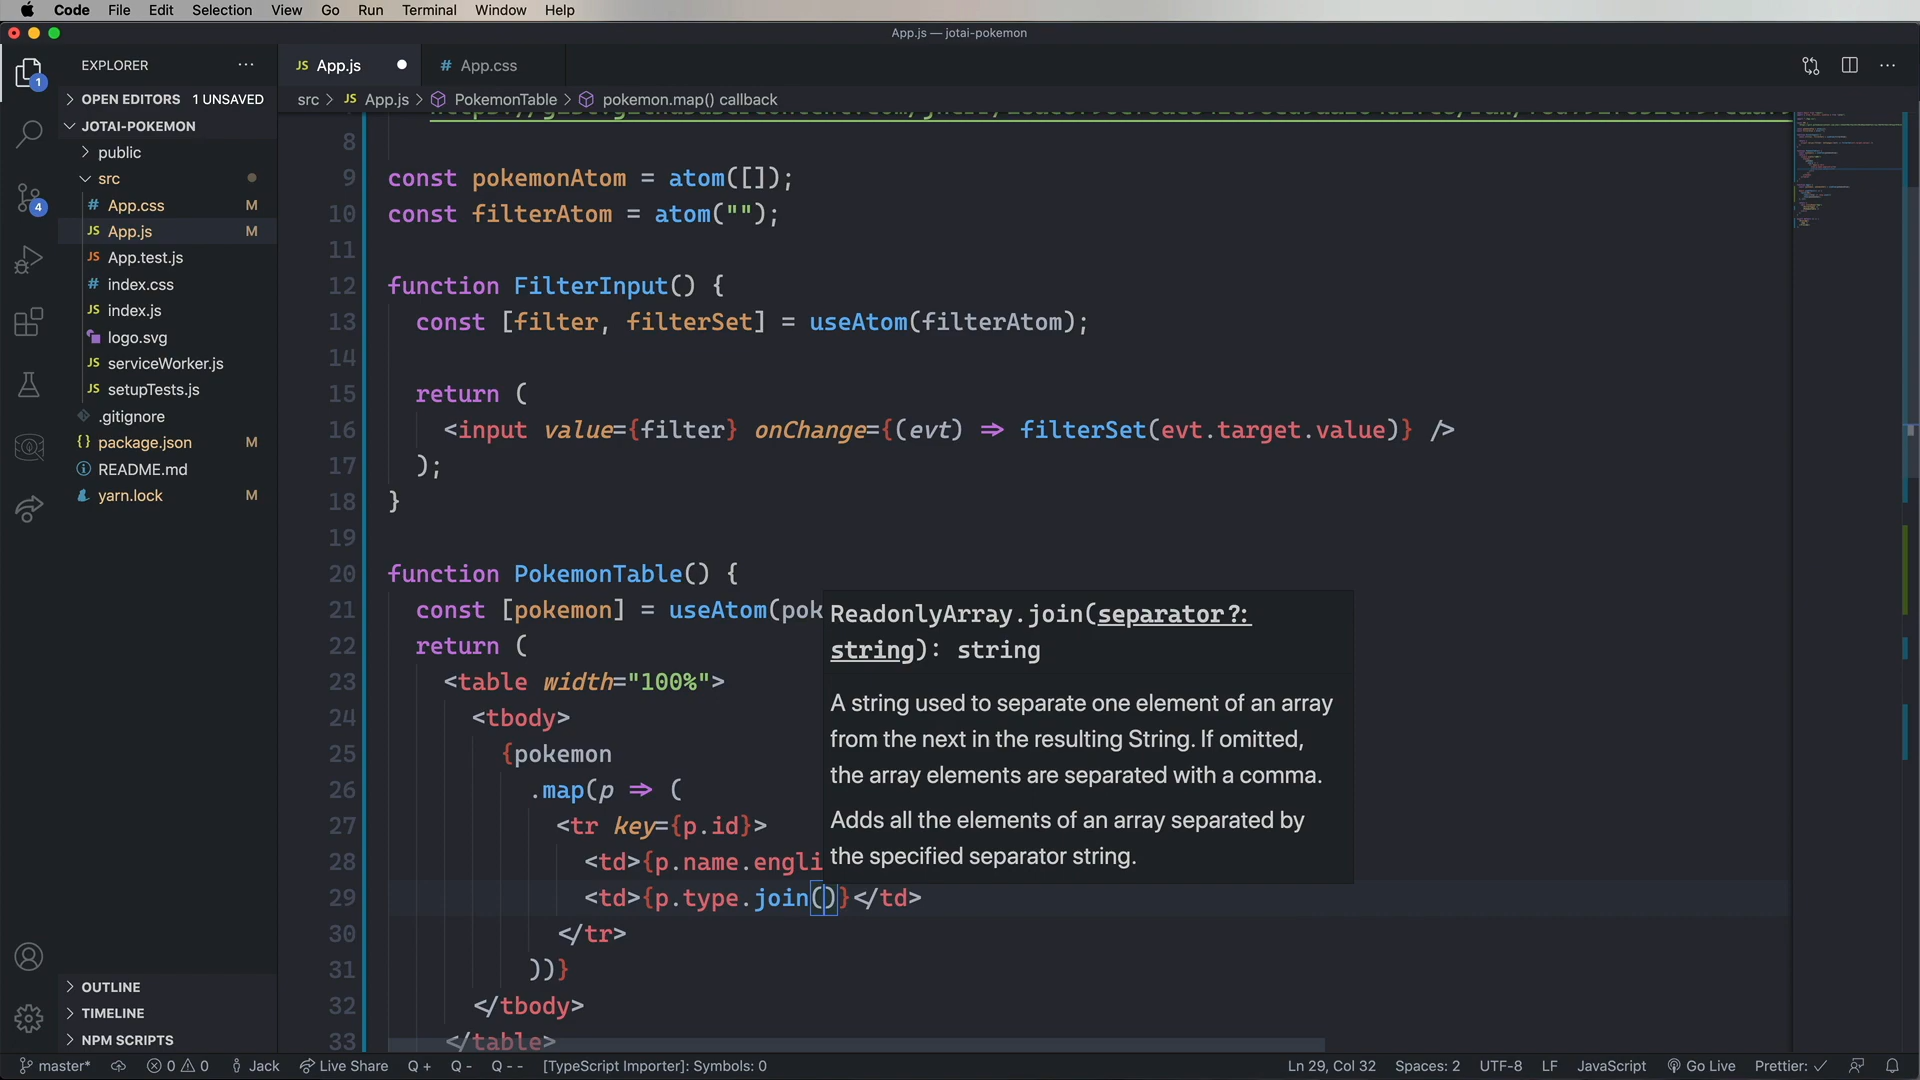 Code File Edit Selection View Go Run Terminal Window Help
App.js — jotai-pokemon
EXPLORER
JS App.js
# App.css
OPEN EDITORS 1 UNSAVED
src > JS App.js > PokemonTable > pokemon.map() callback
JOTAI-POKEMON
public
src
# App.css M
JS App.js M
JS App.test.js
# index.css
JS index.js
logo.svg
JS serviceWorker.js
JS setupTests.js
.gitignore
{} package.json M
README.md
yarn.lock M
OUTLINE
TIMELINE
NPM SCRIPTS
1
4
8
9 const pokemonAtom = atom([]);
10 const filterAtom = atom("");
11
12 function FilterInput() {
13 const [filter, filterSet] = useAtom(filterAtom);
14
15 return (
16 <input value={filter} onChange={(evt) => filterSet(evt.target.value)} />
17 );
18 }
19
20 function PokemonTable() {
21 const [pokemon] = useAtom(pok
22 return (
23 <table width="100%">
24 <tbody>
25 {pokemon
26 .map(p => (
27 <tr key={p.id}>
28 <td>{p.name.engli
29 <td>{p.type.join()}</td>
30 </tr>
31 ))}
32 </tbody>
33 </table>
ReadonlyArray.join(separator?:
string): string
A string used to separate one element of an array
from the next in the resulting String. If omitted,
the array elements are separated with a comma.
Adds all the elements of an array separated by
the specified separator string.
master* 0 0 Jack Live Share Q + Q - Q - - [TypeScript Importer]: Symbols: 0 Ln 29, Col 32 Spaces: 2 UTF-8 LF JavaScript Go Live Prettier: ✓